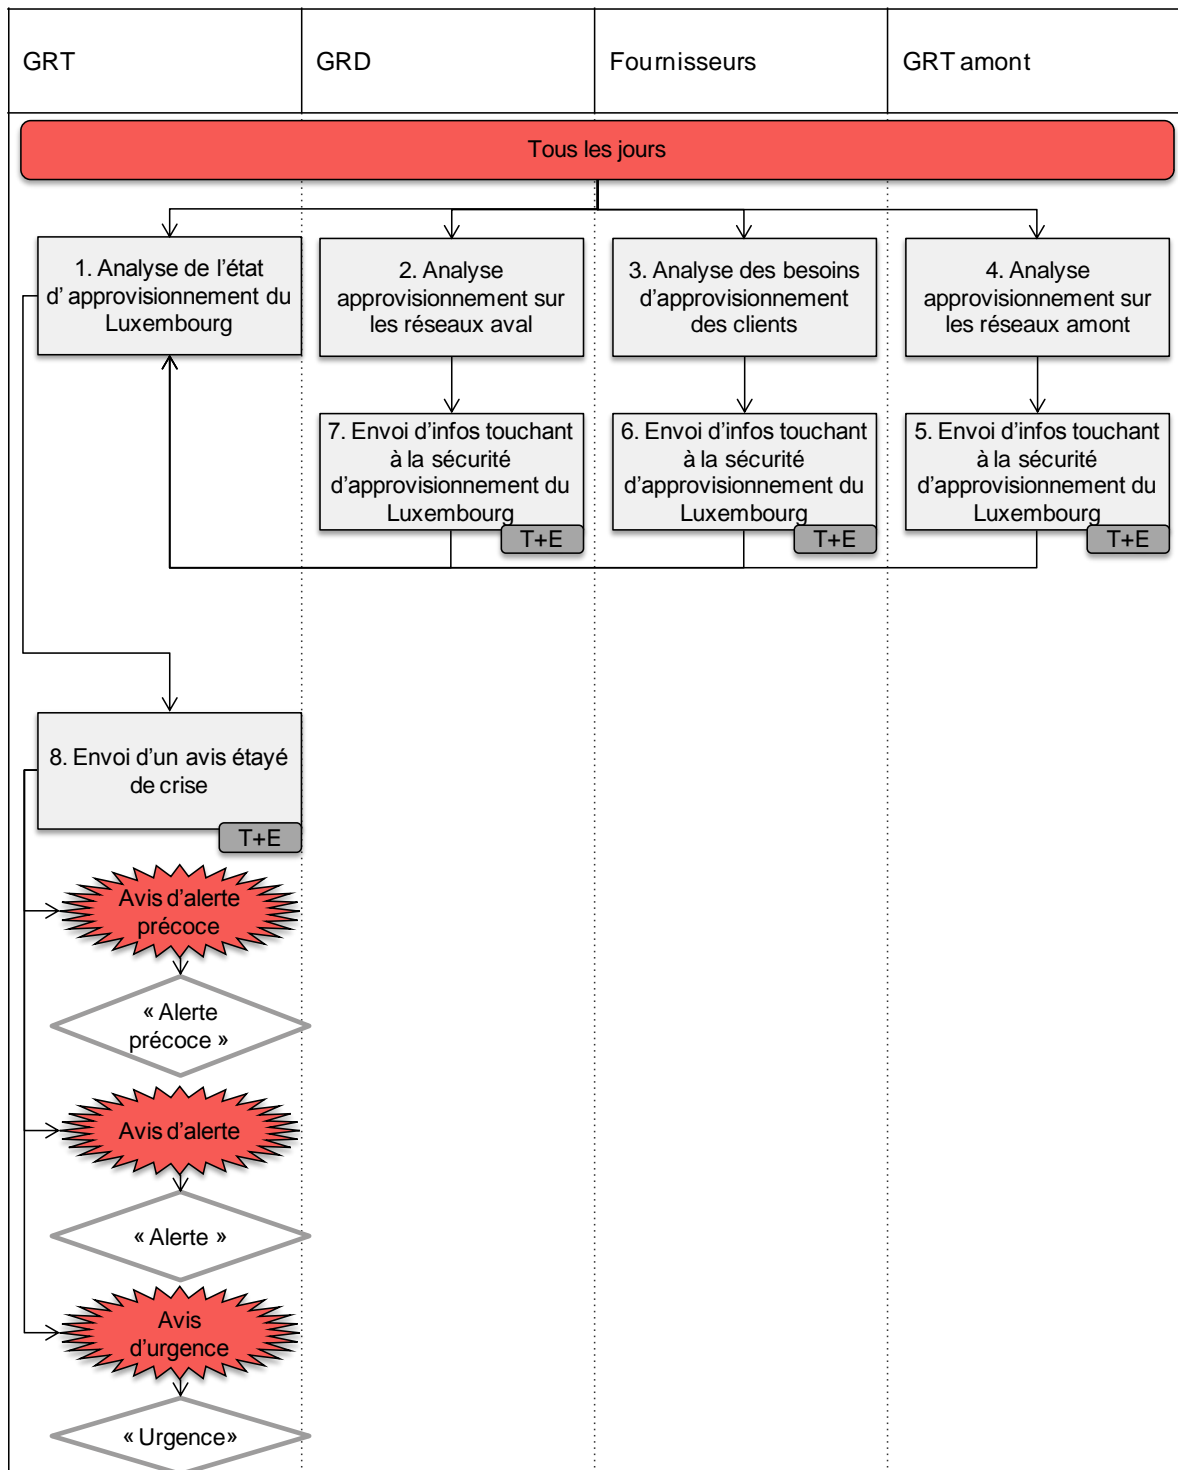 GRT
GRD
Fournisseurs
GRT amont
Tous les jours
1. Analyse de l’état
d’ approvisionnement du
Luxembourg
2. Analyse
approvisionnement sur
les réseaux aval
3. Analyse des besoins
d’approvisionnement
des clients
4. Analyse
approvisionnement sur
les réseaux amont
7. Envoi d’infos touchant
à la sécurité
d’approvisionnement du
Luxembourg
T+E
6. Envoi d’infos touchant
à la sécurité
d’approvisionnement du
Luxembourg
T+E
5. Envoi d’infos touchant
à la sécurité
d’approvisionnement du
Luxembourg
T+E
8. Envoi d’un avis étayé
de crise
T+E
Avis d’alerte
précoce
« Alerte
précoce »
Avis d’alerte
« Alerte »
Avis
d’urgence
« Urgence»